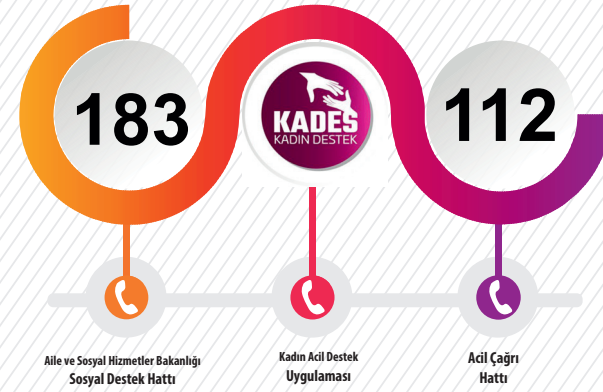 183
KADES
KADIN DESTEK
112
Aile ve Sosyal Hizmetler Bakanlığı
Sosyal Destek Hattı
Kadın Acil Destek
Uygulaması
Acil Çağrı
Hattı